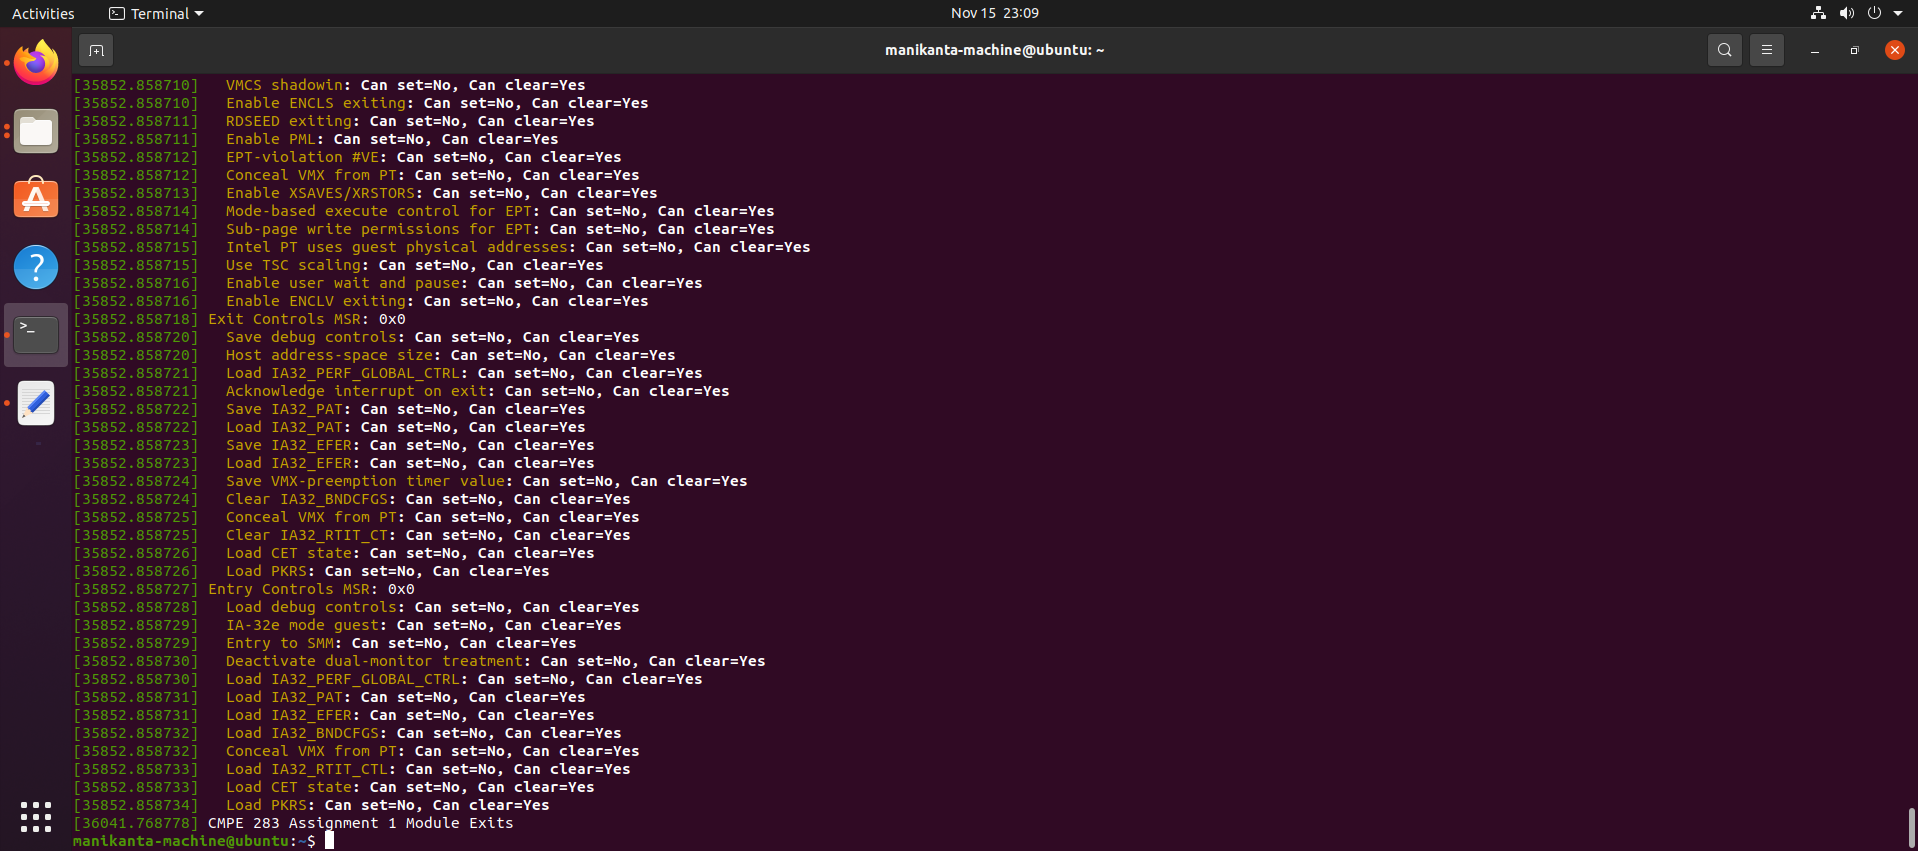 Activities
Terminal
Nov 15 23:09
manikanta-machine@ubuntu: ~
[35852.858710] VMCS shadowin: Can set=No, Can clear=Yes
[35852.858710] Enable ENCLS exiting: Can set=No, Can clear=Yes
[35852.858711] RDSEED exiting: Can set=No, Can clear=Yes
[35852.858711] Enable PML: Can set=No, Can clear=Yes
[35852.858712] EPT-violation #VE: Can set=No, Can clear=Yes
[35852.858712] Conceal VMX from PT: Can set=No, Can clear=Yes
[35852.858713] Enable XSAVES/XRSTORS: Can set=No, Can clear=Yes
[35852.858714] Mode-based execute control for EPT: Can set=No, Can clear=Yes
[35852.858714] Sub-page write permissions for EPT: Can set=No, Can clear=Yes
[35852.858715] Intel PT uses guest physical addresses: Can set=No, Can clear=Yes
[35852.858715] Use TSC scaling: Can set=No, Can clear=Yes
[35852.858716] Enable user wait and pause: Can set=No, Can clear=Yes
[35852.858716] Enable ENCLV exiting: Can set=No, Can clear=Yes
[35852.858718] Exit Controls MSR: 0x0
[35852.858720] Save debug controls: Can set=No, Can clear=Yes
[35852.858720] Host address-space size: Can set=No, Can clear=Yes
[35852.858721] Load IA32_PERF_GLOBAL_CTRL: Can set=No, Can clear=Yes
[35852.858721] Acknowledge interrupt on exit: Can set=No, Can clear=Yes
[35852.858722] Save IA32_PAT: Can set=No, Can clear=Yes
[35852.858722] Load IA32_PAT: Can set=No, Can clear=Yes
[35852.858723] Save IA32_EFER: Can set=No, Can clear=Yes
[35852.858723] Load IA32_EFER: Can set=No, Can clear=Yes
[35852.858724] Save VMX-preemption timer value: Can set=No, Can clear=Yes
[35852.858724] Clear IA32_BNDCFGS: Can set=No, Can clear=Yes
[35852.858725] Conceal VMX from PT: Can set=No, Can clear=Yes
[35852.858725] Clear IA32_RTIT_CT: Can set=No, Can clear=Yes
[35852.858726] Load CET state: Can set=No, Can clear=Yes
[35852.858726] Load PKRS: Can set=No, Can clear=Yes
[35852.858727] Entry Controls MSR: 0x0
[35852.858728] Load debug controls: Can set=No, Can clear=Yes
[35852.858729] IA-32e mode guest: Can set=No, Can clear=Yes
[35852.858729] Entry to SMM: Can set=No, Can clear=Yes
[35852.858730] Deactivate dual-monitor treatment: Can set=No, Can clear=Yes
[35852.858730] Load IA32_PERF_GLOBAL_CTRL: Can set=No, Can clear=Yes
[35852.858731] Load IA32_PAT: Can set=No, Can clear=Yes
[35852.858731] Load IA32_EFER: Can set=No, Can clear=Yes
[35852.858732] Load IA32_BNDCFGS: Can set=No, Can clear=Yes
[35852.858732] Conceal VMX from PT: Can set=No, Can clear=Yes
[35852.858733] Load IA32_RTIT_CTL: Can set=No, Can clear=Yes
[35852.858733] Load CET state: Can set=No, Can clear=Yes
[35852.858734] Load PKRS: Can set=No, Can clear=Yes
[36041.768778] CMPE 283 Assignment 1 Module Exits
manikanta-machine@ubuntu:~$